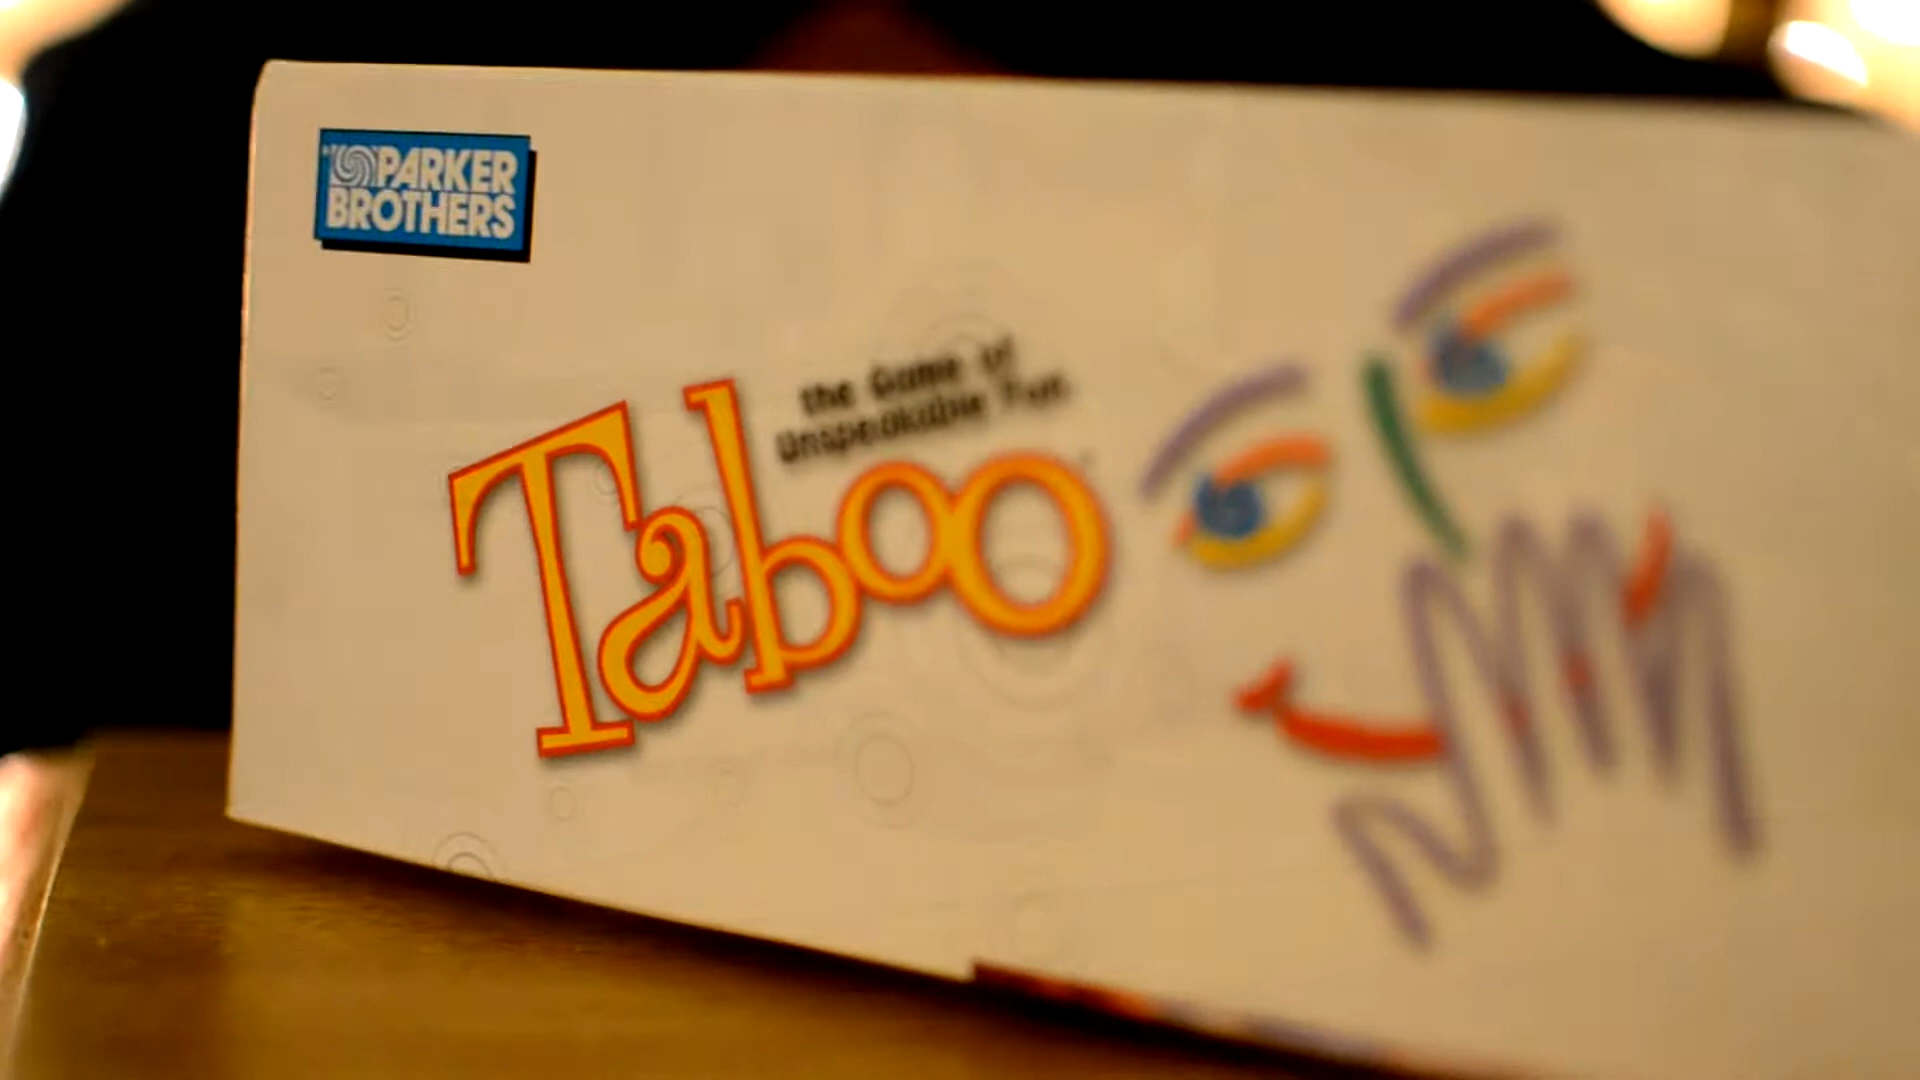 PARKER
BROTHERS
the Game of
Unspeakable Fun
Taboo